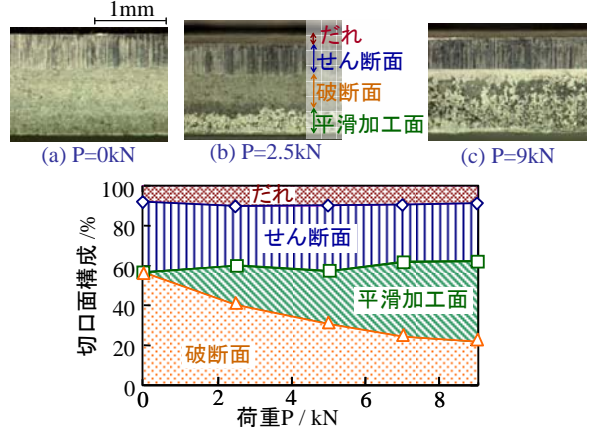 1mm
だれ
せん断面
破断面
平滑加工面
(a) P=0kN
(b) P=2.5kN
(c) P=9kN
切口面構成 /%
100
80
60
40
20
0
だれ
せん断面
平滑加工面
破断面
0
2
4
6
8
荷重P / kN